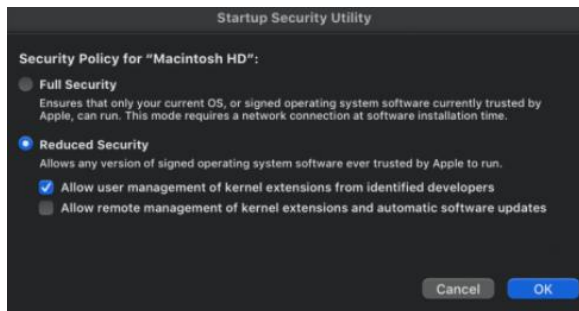 Startup Security Utility
Security Policy for “Macintosh HD”:
Full Security
Ensures that only your current OS, or signed operating system software currently trusted by
Apple, can run. This mode requires a network connection at software installation time.
Reduced Security
Allows any version of signed operating system software ever trusted by Apple to run.
Allow user management of kernel extensions from identified developers
Allow remote management of kernel extensions and automatic software updates
Cancel OK